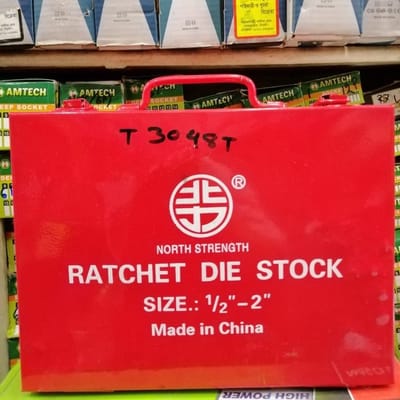 AMTECH
AMTECH
AMTECH
AMTECH
T 3048T
®
NORTH STRENGTH
RATCHET DIE STOCK
SIZE.: 1/2"-2"
Made in China
HIGH POWER